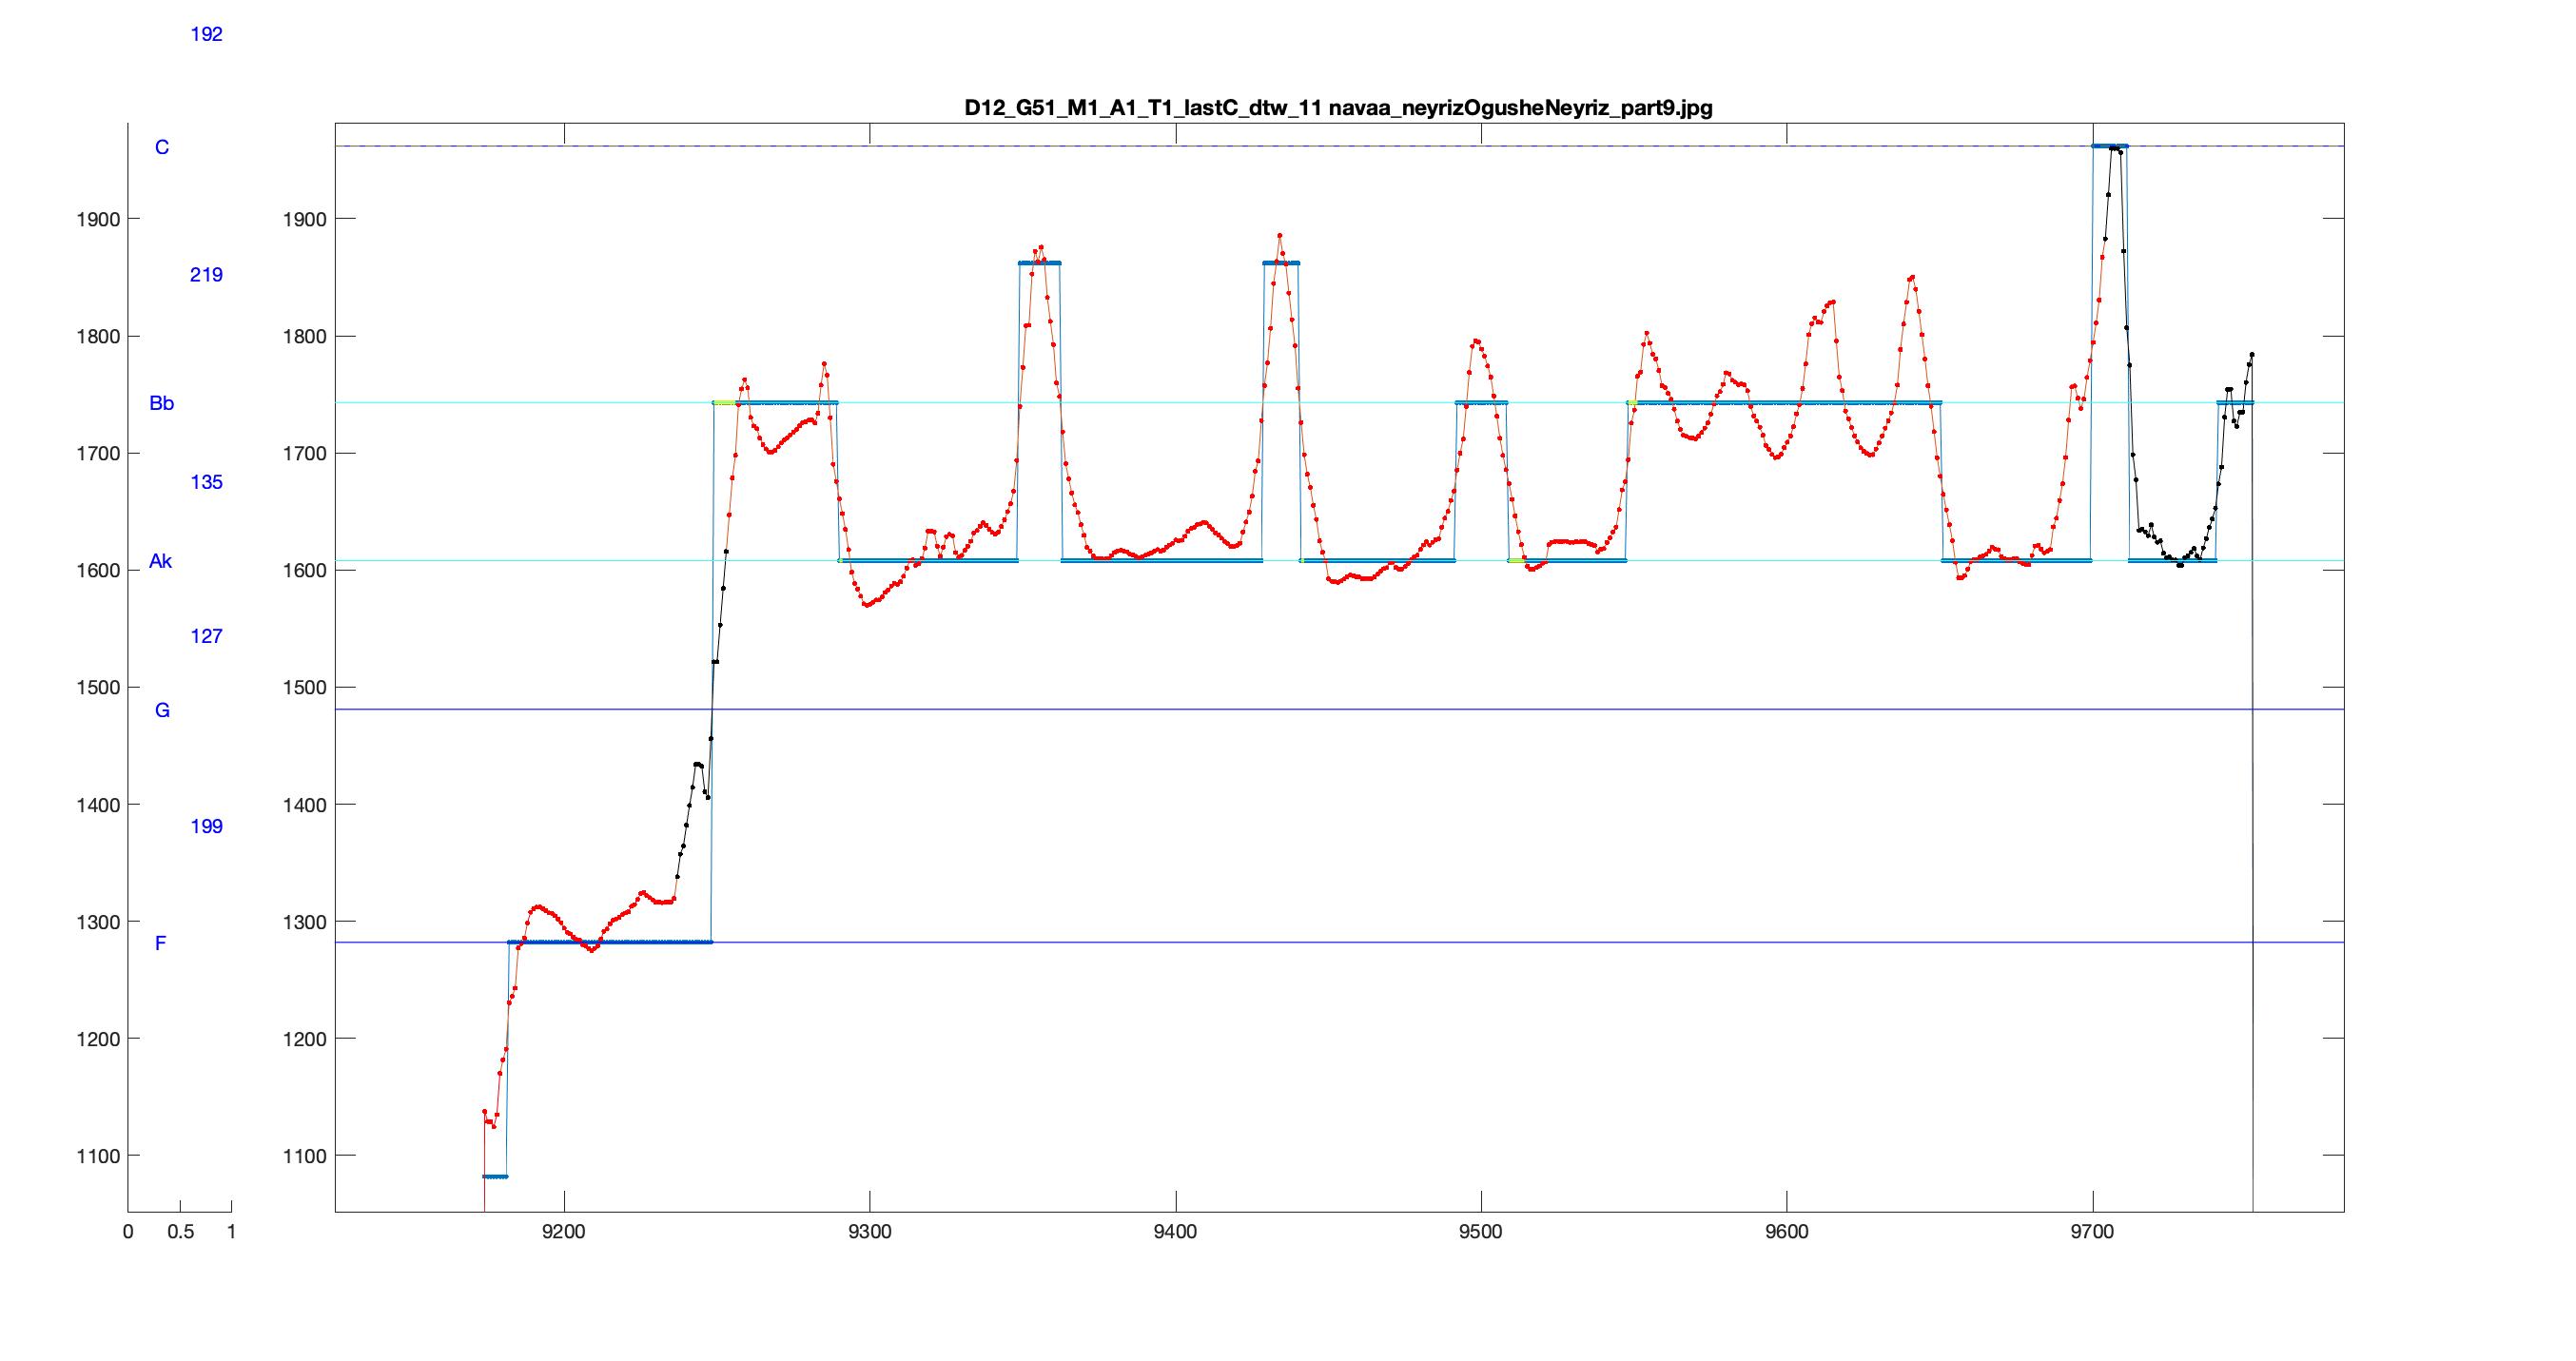 192
D12_G51_M1_A1_T1_lastC_dtw_11 navaa_neyrizOgusheNeyriz_part9.jpg
C
1900 1900
219
1800 1800
Bb
1700 1700
135
Ak
1600 1600
127
1500 1500
G
1400 1400
199
1300 1300
F
1200 1200
1100 1100
0 0.5 1 9200 9300 9400 9500 9600 9700